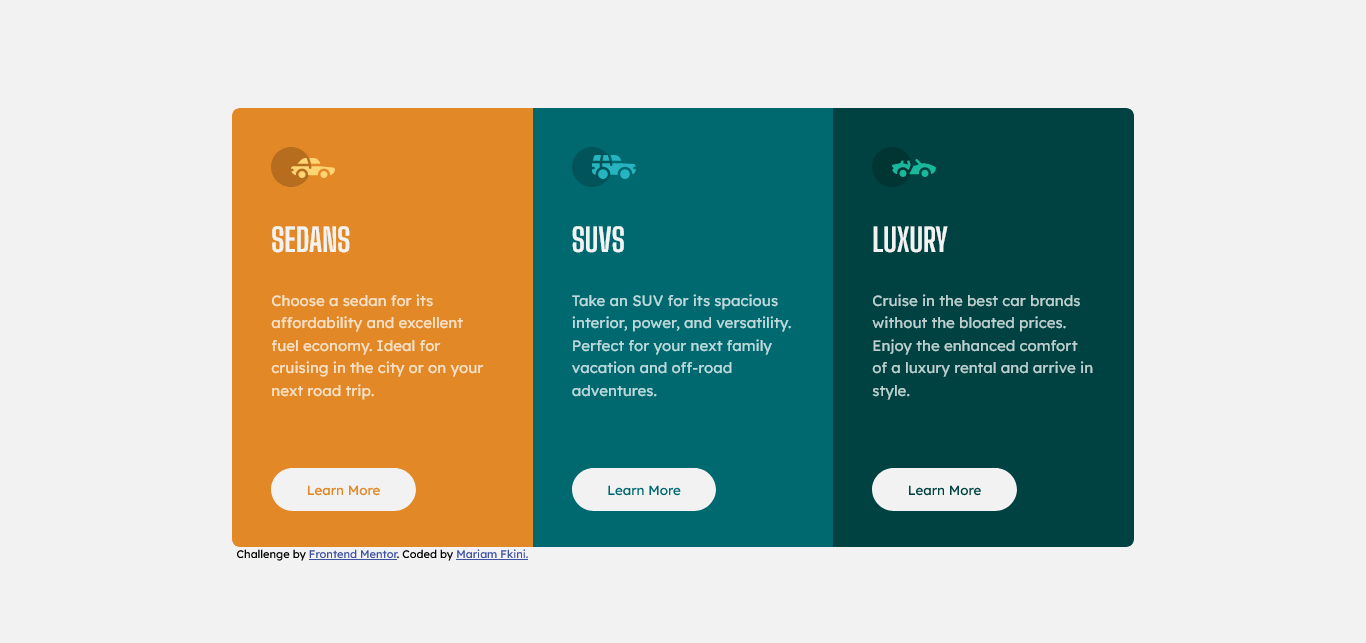 SEDANS
Choose a sedan for its
affordability and excellent
fuel economy. Ideal for
cruising in the city or on your
next road trip.
Learn More
SUVS
Take an SUV for its spacious
interior, power, and versatility.
Perfect for your next family
vacation and off-road
adventures.
Learn More
LUXURY
Cruise in the best car brands
without the bloated prices.
Enjoy the enhanced comfort
of a luxury rental and arrive in
style.
Learn More
Challenge by Frontend Mentor. Coded by Mariam Fkini.